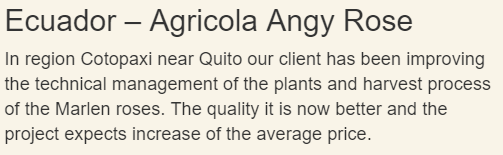 Ecuador – Agricola Angy Rose
In region Cotopaxi near Quito our client has been improving
the technical management of the plants and harvest process
of the Marlen roses. The quality it is now better and the
project expects increase of the average price.